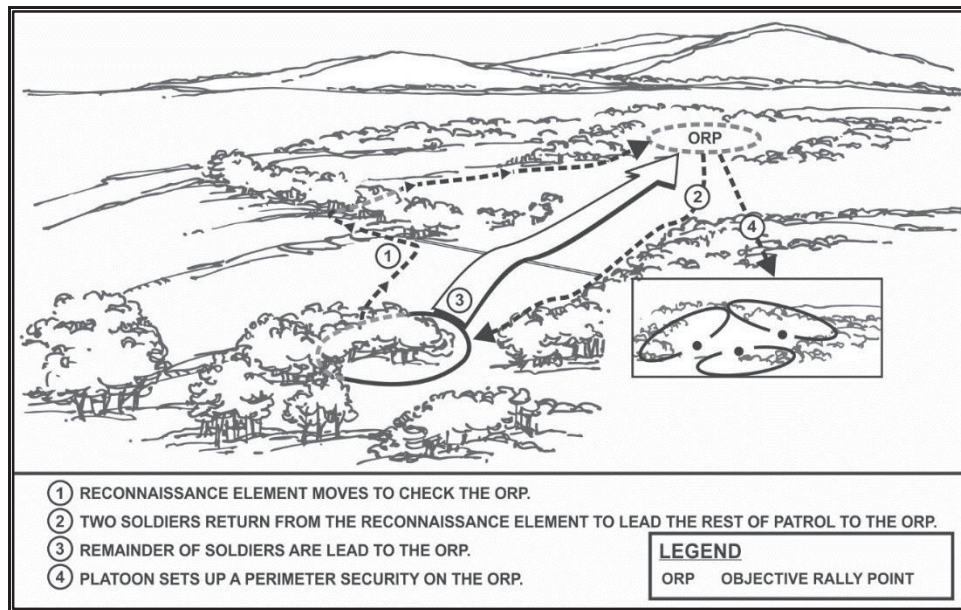 ORP
1
2
3
4
1 RECONNAISSANCE ELEMENT MOVES TO CHECK THE ORP.
2 TWO SOLDIERS RETURN FROM THE RECONNAISSANCE ELEMENT TO LEAD THE REST OF PATROL TO THE ORP.
3 REMAINDER OF SOLDIERS ARE LEAD TO THE ORP.
4 PLATOON SETS UP A PERIMETER SECURITY ON THE ORP.
LEGEND
ORP OBJECTIVE RALLY POINT